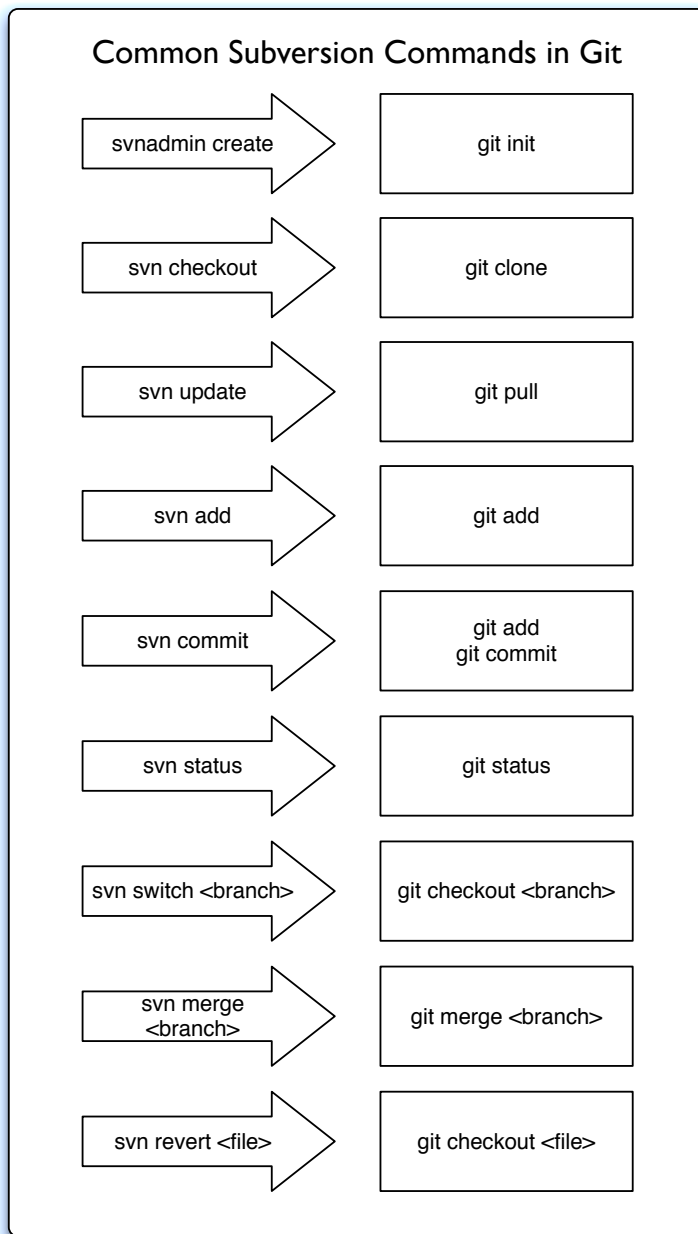 Common Subversion Commands in Git
svnadmin create
git init
svn checkout
git clone
svn update
git pull
svn add
git add
svn commit
git add
git commit
svn status
git status
svn switch <branch>
git checkout <branch>
svn merge
<branch>
git merge <branch>
svn revert <file>
git checkout <file>